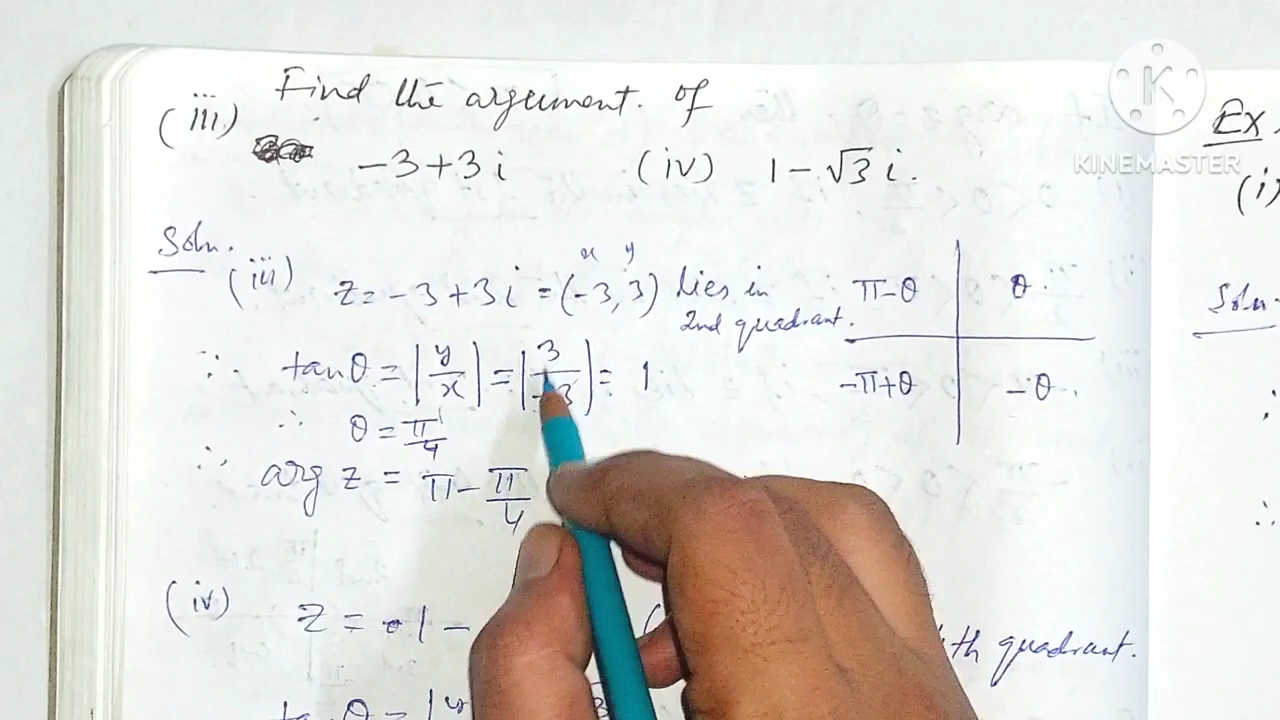 (iii) Find the argument. of
-3+3i (iv) 1-√3 i.
Soln.
(iii) z = -3+3i = (-3, 3) lies in 2nd quadrant.
x y
π-θ θ
-π+θ -θ
∴ tanθ = |y/x| = |3/-3| = 1
∴ θ = π/4
∴ arg z = π - π/4
(iv) z = 1 -
4th quadrant.
tanθ = |y
Ex.
(i)
Soln.
K
KINEMASTER